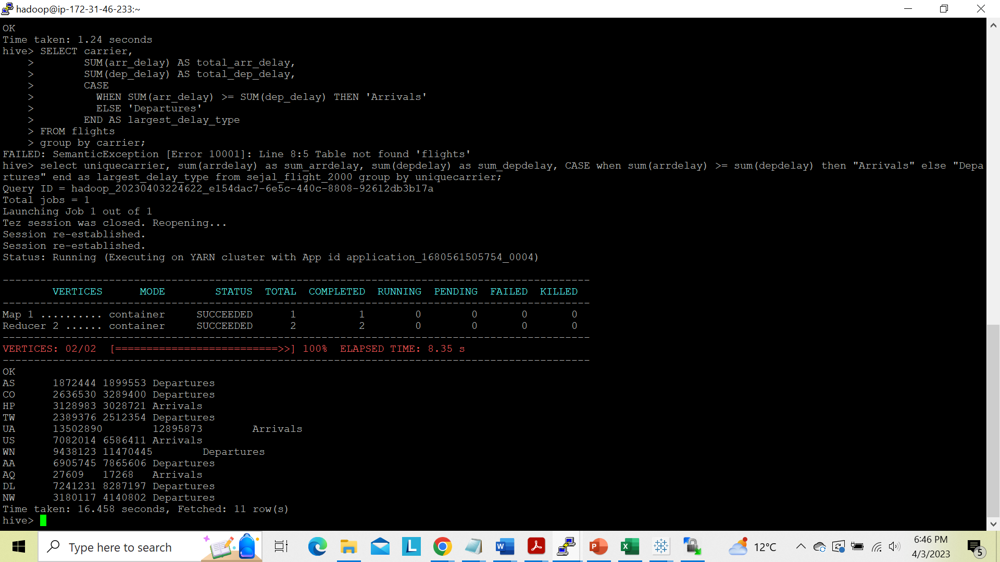 hadoop@ip-172-31-46-233:~
OK
Time taken: 1.24 seconds
hive> SELECT carrier,
    >        SUM(arr_delay) AS total_arr_delay,
    >        SUM(dep_delay) AS total_dep_delay,
    >        CASE
    >          WHEN SUM(arr_delay) >= SUM(dep_delay) THEN 'Arrivals'
    >          ELSE 'Departures'
    >        END AS largest_delay_type
    > FROM flights
    > group by carrier;
FAILED: SemanticException [Error 10001]: Line 8:5 Table not found 'flights'
hive> select uniquecarrier, sum(arrdelay) as sum_arrdelay, sum(depdelay) as sum_depdelay, CASE when sum(arrdelay) >= sum(depdelay) then "Arrivals" else "Depa
rtures" end as largest_delay_type from sejal_flight_2000 group by uniquecarrier;
Query ID = hadoop_20230403224622_e154dac7-6e5c-440c-8808-92612db3b17a
Total jobs = 1
Launching Job 1 out of 1
Tez session was closed. Reopening...
Session re-established.
Session re-established.
Status: Running (Executing on YARN cluster with App id application_1680561505754_0004)
----------------------------------------------------------------------------------------------
        VERTICES      MODE        STATUS  TOTAL  COMPLETED  RUNNING  PENDING  FAILED  KILLED
----------------------------------------------------------------------------------------------
Map 1 .......... container     SUCCEEDED      1          1        0        0       0       0
Reducer 2 ...... container     SUCCEEDED      2          2        0        0       0       0
----------------------------------------------------------------------------------------------
VERTICES: 02/02  [==========================>>] 100%  ELAPSED TIME: 8.35 s
----------------------------------------------------------------------------------------------
OK
AS      1872444 1899553 Departures
CO      2636530 3289400 Departures
HP      3128983 3028721 Arrivals
TW      2389376 2512354 Departures
UA      13502890        12895873        Arrivals
US      7082014 6586411 Arrivals
WN      9438123 11470445        Departures
AA      6905745 7865606 Departures
AQ      27609   17268   Arrivals
DL      7241231 8287197 Departures
NW      3180117 4140802 Departures
Time taken: 16.458 seconds, Fetched: 11 row(s)
hive>
Type here to search
L
W
P
X
12°C
6:46 PM
4/3/2023
5